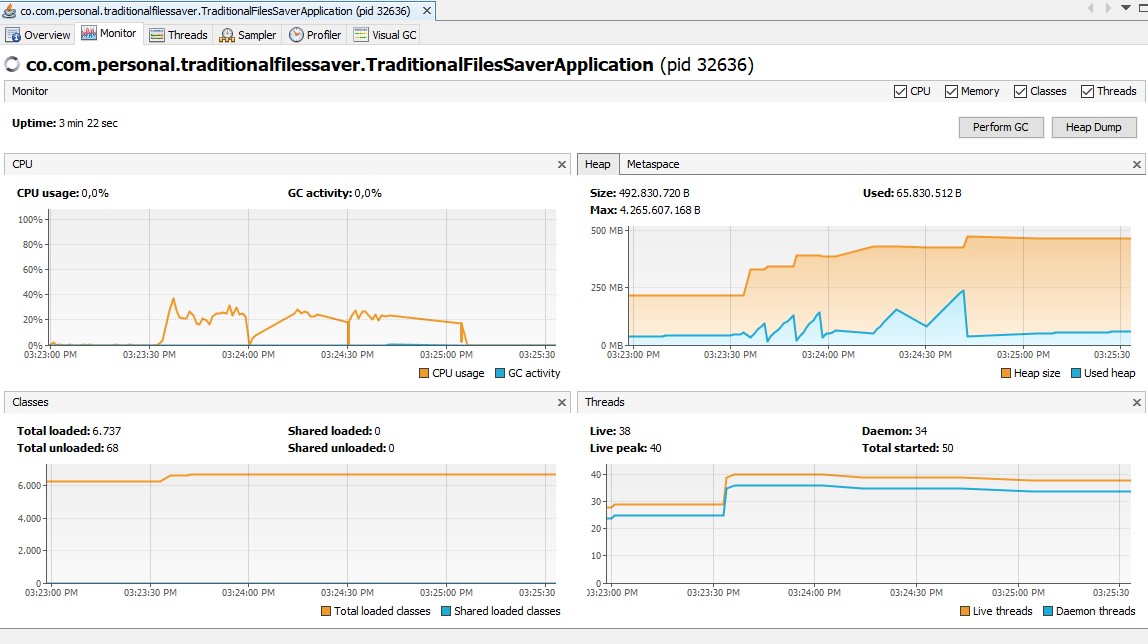 co.com.personal.traditionalfilessaver.TraditionalFilesSaverApplication (pid 32636)
Overview Monitor Threads Sampler Profiler Visual GC
co.com.personal.traditionalfilessaver.TraditionalFilesSaverApplication (pid 32636)
Monitor CPU Memory Classes Threads
Uptime: 3 min 22 sec
Perform GC Heap Dump
CPU
CPU usage: 0,0% GC activity: 0,0%
100%
80%
60%
40%
20%
0%
03:23:00 PM 03:23:30 PM 03:24:00 PM 03:24:30 PM 03:25:00 PM 03:25:30
CPU usage GC activity
Heap Metaspace
Size: 492.830.720 B Used: 65.830.512 B
Max: 4.265.607.168 B
500 MB
250 MB
0 MB
03:23:00 PM 03:23:30 PM 03:24:00 PM 03:24:30 PM 03:25:00 PM 03:25:30
Heap size Used heap
Classes
Total loaded: 6.737 Shared loaded: 0
Total unloaded: 68 Shared unloaded: 0
6.000
4.000
2.000
0
03:23:00 PM 03:23:30 PM 03:24:00 PM 03:24:30 PM 03:25:00 PM 03:25:30
Total loaded classes Shared loaded classes
Threads
Live: 38 Daemon: 34
Live peak: 40 Total started: 50
40
30
20
10
0
03:23:00 PM 03:23:30 PM 03:24:00 PM 03:24:30 PM 03:25:00 PM 03:25:30
Live threads Daemon threads